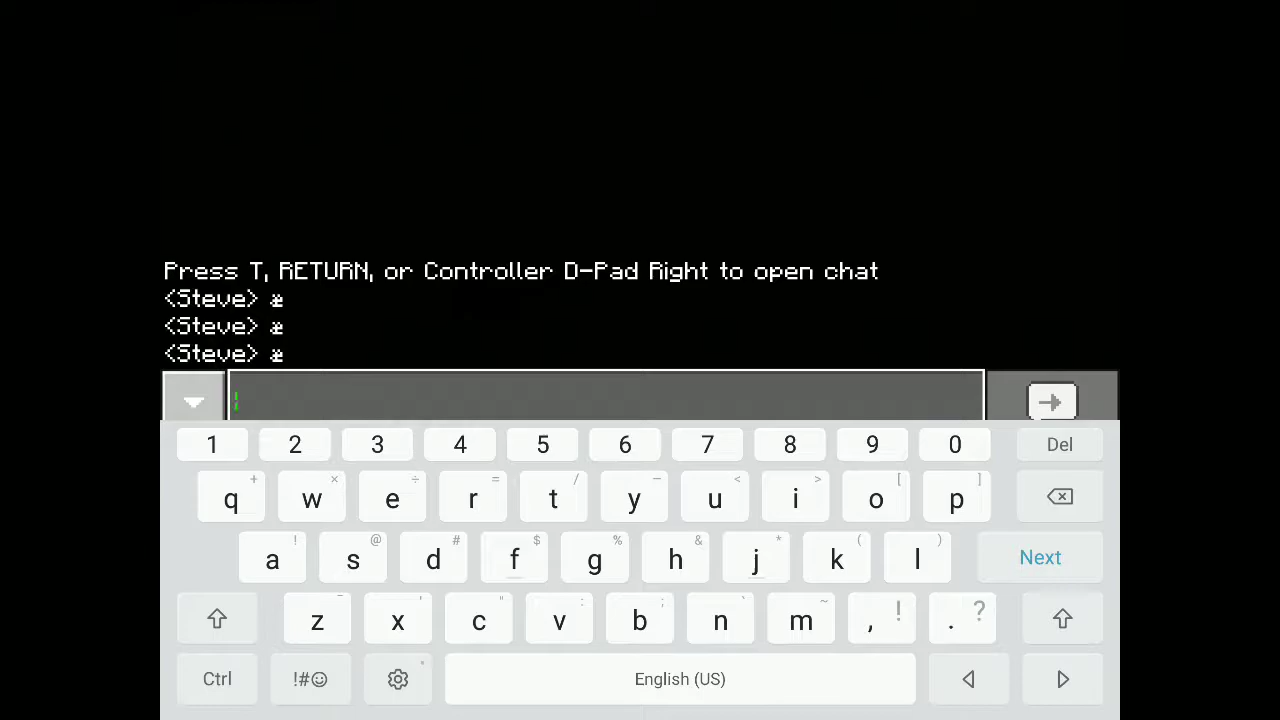 Press T, RETURN, or Controller D-Pad Right to open chat
<Steve>
<Steve>
<Steve>
1 2 3 4 5 6 7 8 9 0 Del
q + w × e ÷ r = t / y - u < i > o [ p ]
a ! s @ d # f $ g % h & j * k ( l ) Next
z x ' c " v : b ; n ` m ~ , ! . ?
Ctrl !#☺ English (US)